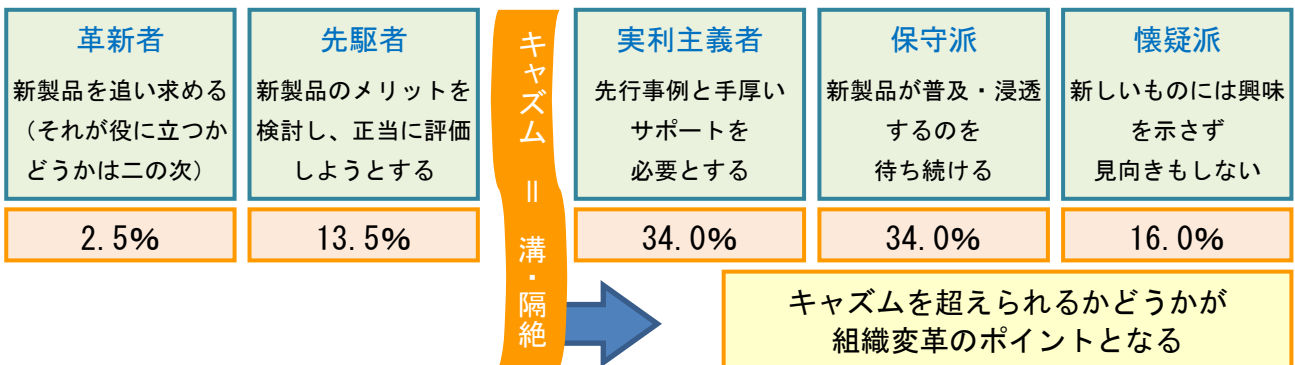 革新者
新製品を追い求める
（それが役に立つか
どうかは二の次）
2.5%
先駆者
新製品のメリットを
検討し、正当に評価
しようとする
13.5%
キャズム ＝ 溝・隔絶
実利主義者
先行事例と手厚い
サポートを
必要とする
34.0%
保守派
新製品が普及・浸透
するのを
待ち続ける
34.0%
懐疑派
新しいものには興味
を示さず
見向きもしない
16.0%
キャズムを超えられるかどうかが
組織変革のポイントとなる